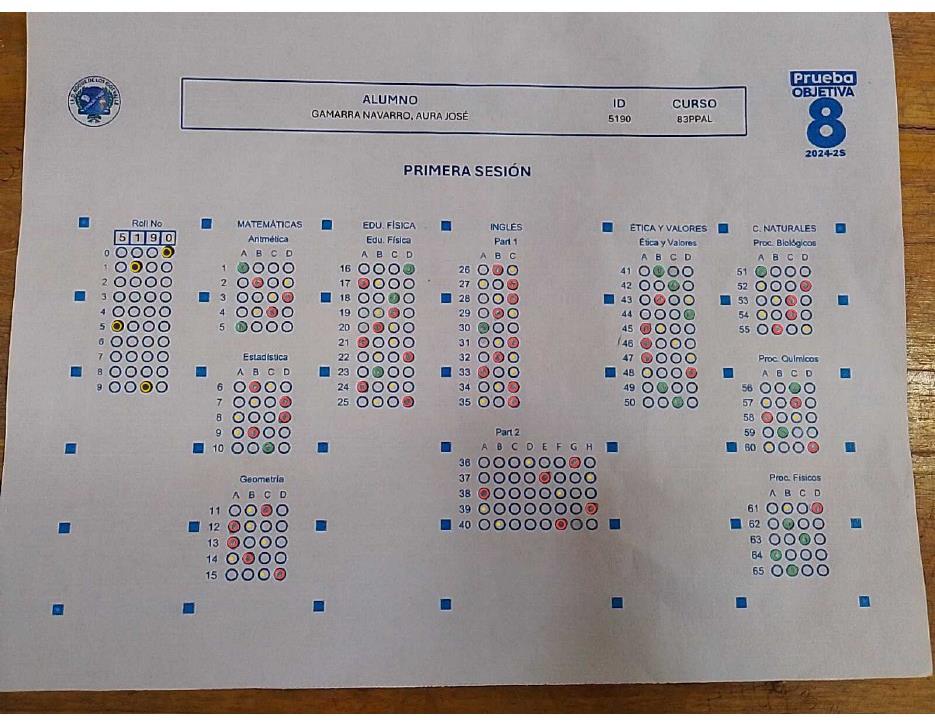 I.E.D. ROQUE DE LOS RIOS VALLE
Prueba
OBJETIVA
8
2024-2S
ALUMNO ID CURSO
GAMARRA NAVARRO, AURA JOSÉ 5190 83PPAL
PRIMERA SESIÓN
Roll No
5 1 9 0
0
1
2
3
4
5
6
7
8
9
MATEMÁTICAS
Aritmética
A B C D
1
2
3
4
5
Estadística
A B C D
6
7
8
9
10
Geometría
A B C D
11
12
13
14
15
EDU. FÍSICA
Edu. Física
A B C D
16
17
18
19
20
21
22
23
24
25
INGLÉS
Part 1
A B C
26
27
28
29
30
31
32
33
34
35
Part 2
A B C D E F G H
36
37
38
39
40
ÉTICA Y VALORES
Ética y Valores
A B C D
41
42
43
44
45
46
47
48
49
50
C. NATURALES
Proc. Biológicos
A B C D
51
52
53
54
55
Proc. Químicos
A B C D
56
57
58
59
60
Proc. Físicos
A B C D
61
62
63
64
65